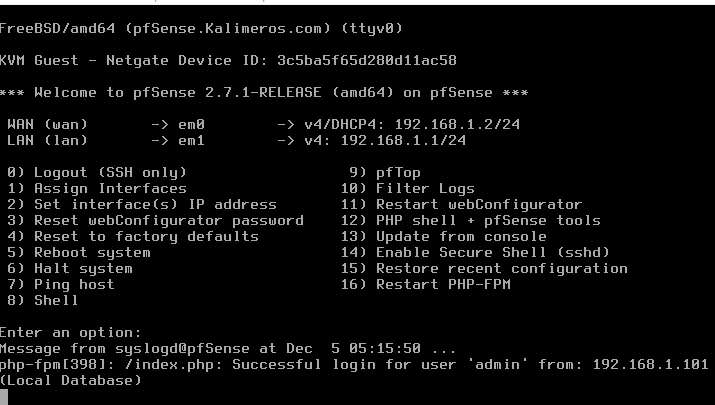 FreeBSD/amd64 (pfSense.Kalimeros.com) (ttyv0)
KVM Guest - Netgate Device ID: 3c5ba5f65d280d11ac58
*** Welcome to pfSense 2.7.1-RELEASE (amd64) on pfSense ***
WAN (wan) -> em0 -> v4/DHCP4: 192.168.1.2/24
LAN (lan) -> em1 -> v4: 192.168.1.1/24
0) Logout (SSH only) 9) pfTop
1) Assign Interfaces 10) Filter Logs
2) Set interface(s) IP address 11) Restart webConfigurator
3) Reset webConfigurator password 12) PHP shell + pfSense tools
4) Reset to factory defaults 13) Update from console
5) Reboot system 14) Enable Secure Shell (sshd)
6) Halt system 15) Restore recent configuration
7) Ping host 16) Restart PHP-FPM
8) Shell
Enter an option:
Message from syslogd@pfSense at Dec 5 05:15:50 ...
php-fpm[398]: /index.php: Successful login for user 'admin' from: 192.168.1.101
(Local Database)